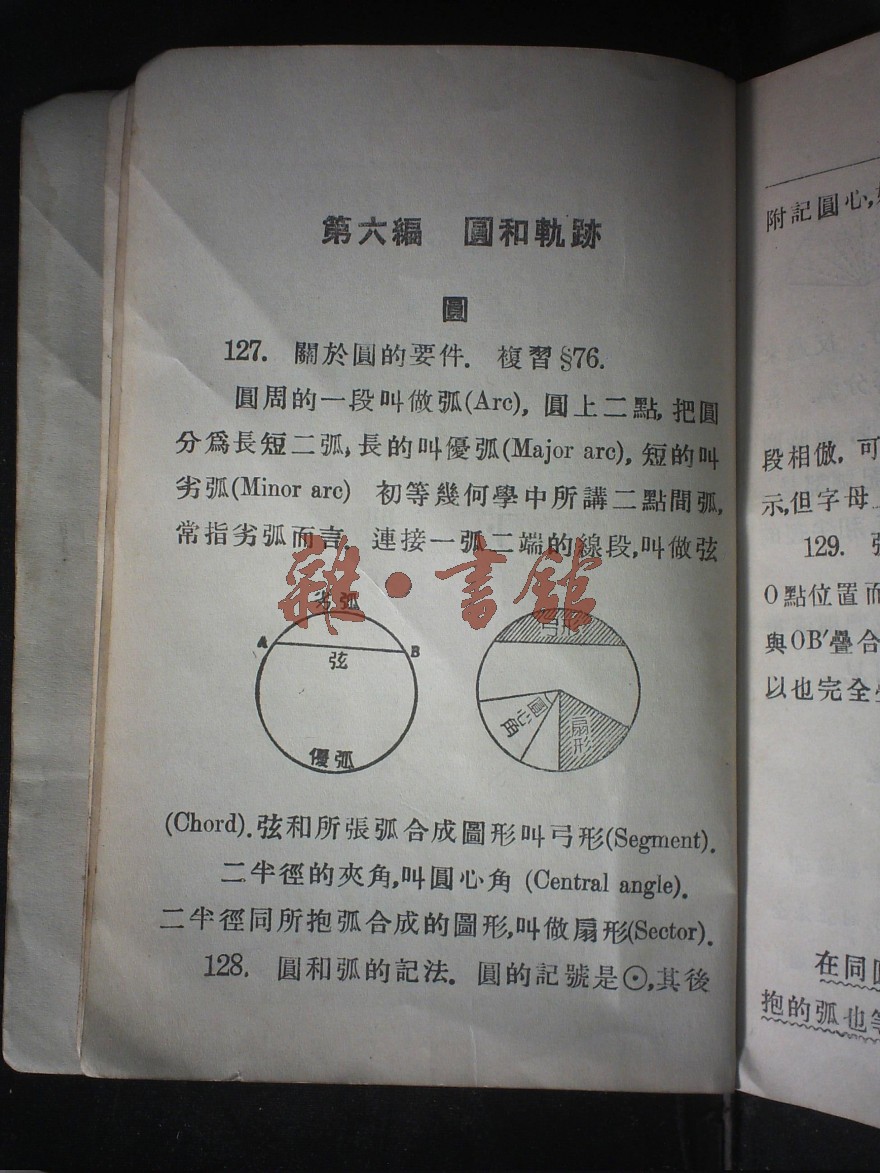 第六編 圓和軌跡
圓
127. 關於圓的要件. 複習§76.
圓周的一段叫做弧(Arc), 圓上二點, 把圓
分爲長短二弧, 長的叫優弧(Major arc), 短的叫
劣弧(Minor arc) 初等幾何學中所講二點間弧,
常指劣弧而言. 連接一弧二端的線段, 叫做弦
雜·書館
劣弧
A
弦
B
優弧
弓形
圓心角
扇形
(Chord). 弦和所張弧合成圖形叫弓形(Segment).
二半徑的夾角, 叫圓心角 (Central angle).
二半徑同所抱弧合成的圖形, 叫做扇形(Sector).
128. 圓和弧的記法. 圓的記號是⊙, 其後
附記圓心,
段相倣. 可
示, 但字母
129.
O點位置而
與OB′疊合
以也完全
在同圓
抱的弧也等